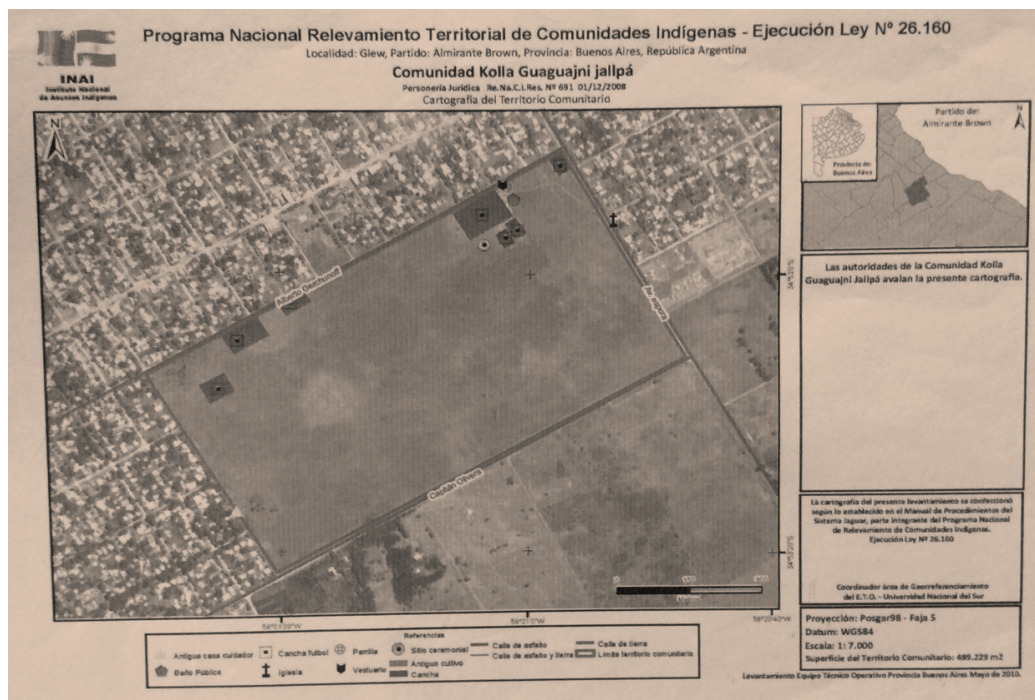 Programa Nacional Relevamiento Territorial de Comunidades Indígenas - Ejecución Ley Nº 26.160
Localidad: Glew, Partido: Almirante Brown, Provincia: Buenos Aires, República Argentina
INAI
Instituto Nacional
de Asuntos Indígenas
Comunidad Kolla Guaguajni jallpá
Personería Jurídica Re.Na.C.I.Res. Nº 691 01/12/2008
Cartografía del Territorio Comunitario
N
Alberto Gerchunoff
Capitán Olivera
Provincia de:
Buenos Aires
Partido de:
Almirante Brown
N
Las autoridades de la Comunidad Kolla
Guaguajni Jallpá avalan la presente cartografía.
La cartografía del presente levantamiento se confeccionó
según lo establecido en el Manual de Procedimientos del
Sistema Jaguar, parte integrante del Programa Nacional
de Relevamiento de Comunidades Indígenas.
Ejecución Ley Nº 26.160
Coordinador área de Georreferenciamiento
del E.T.O. - Universidad Nacional del Sur
Proyección: Posgar98 - Faja 5
Datum: WGS84
Escala: 1: 7.000
Superficie del Territorio Comunitario: 499.229 m2
58°21'0"W
58°20'40"W
Referencias
Antigua casa cuidador
Cancha futbol
Parrilla
Sitio ceremonial
Calle de asfalto
Calle de tierra
Baño Público
Iglesia
Vestuario
Antiguo cultivo
Cancha
Calle de asfalto y tierra
Límite territorio comunitario
Levantamiento Equipo Técnico Operativo Provincia Buenos Aires Mayo de 2010.